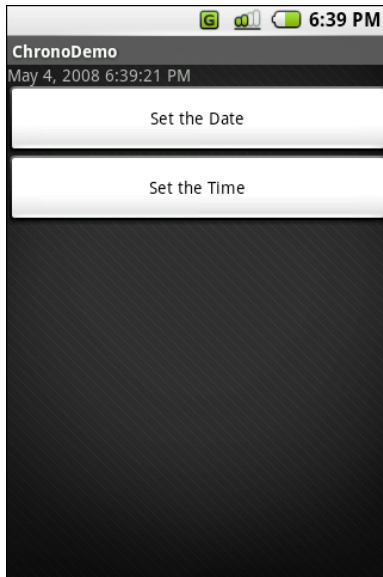 G 6:39 PM
ChronoDemo
May 4, 2008 6:39:21 PM
Set the Date
Set the Time